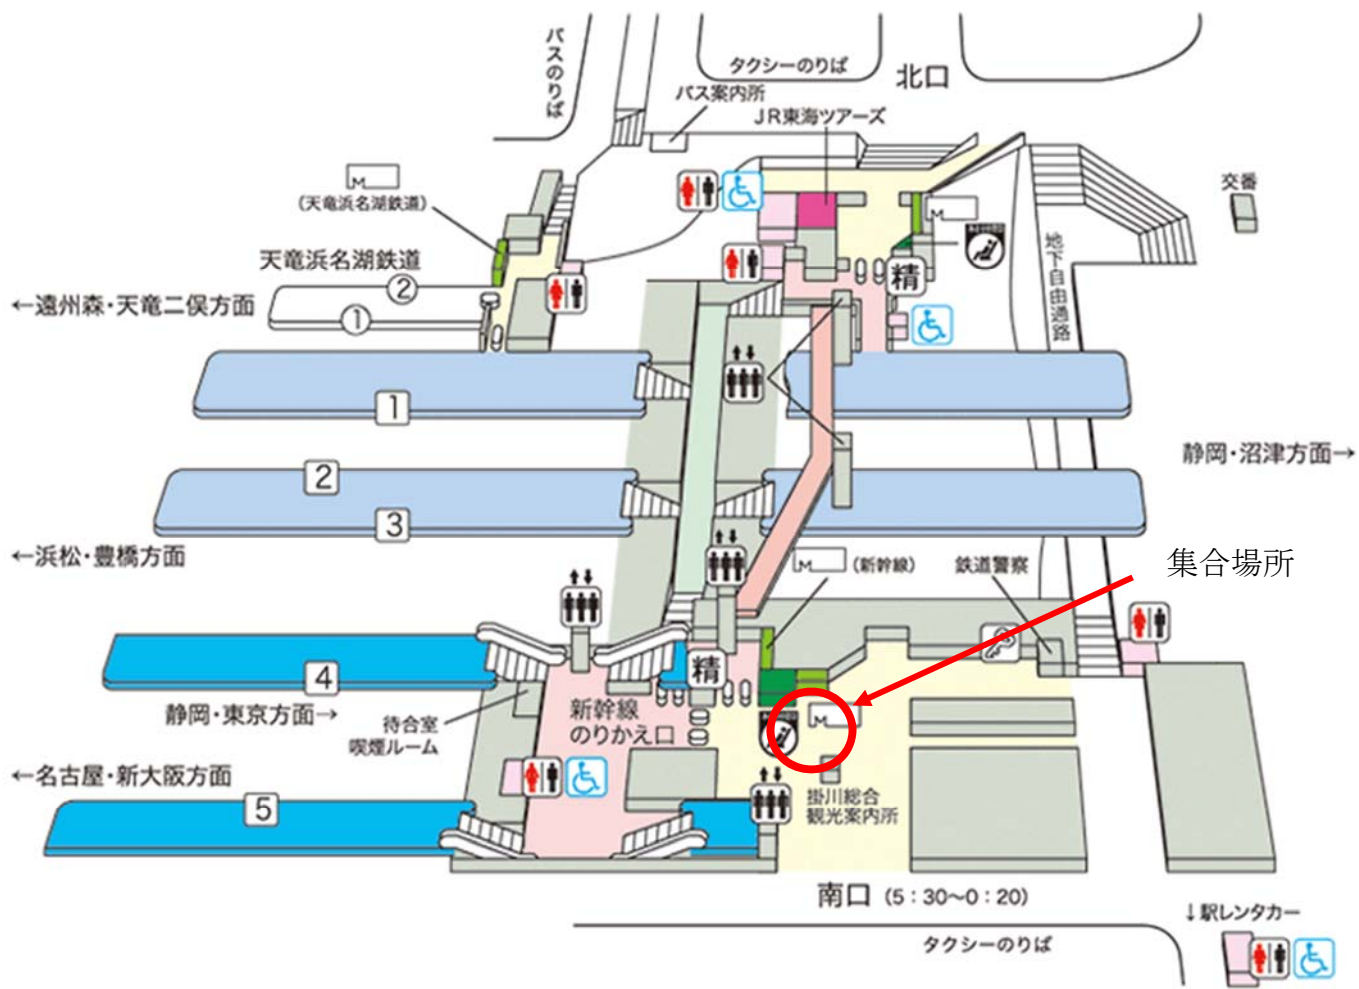 バスのりば
タクシーのりば
北口
バス案内所
JR東海ツアーズ
M
(天竜浜名湖鉄道)
交番
M
天竜浜名湖鉄道
②
←遠州森・天竜二俣方面
①
精
地下自由通路
1
2
静岡・沼津方面→
3
←浜松・豊橋方面
M
(新幹線)
鉄道警察
集合場所
4
精
静岡・東京方面→
待合室
喫煙ルーム
新幹線
のりかえ口
M
←名古屋・新大阪方面
5
掛川総合
観光案内所
南口 (5:30〜0:20)
↓駅レンタカー
タクシーのりば